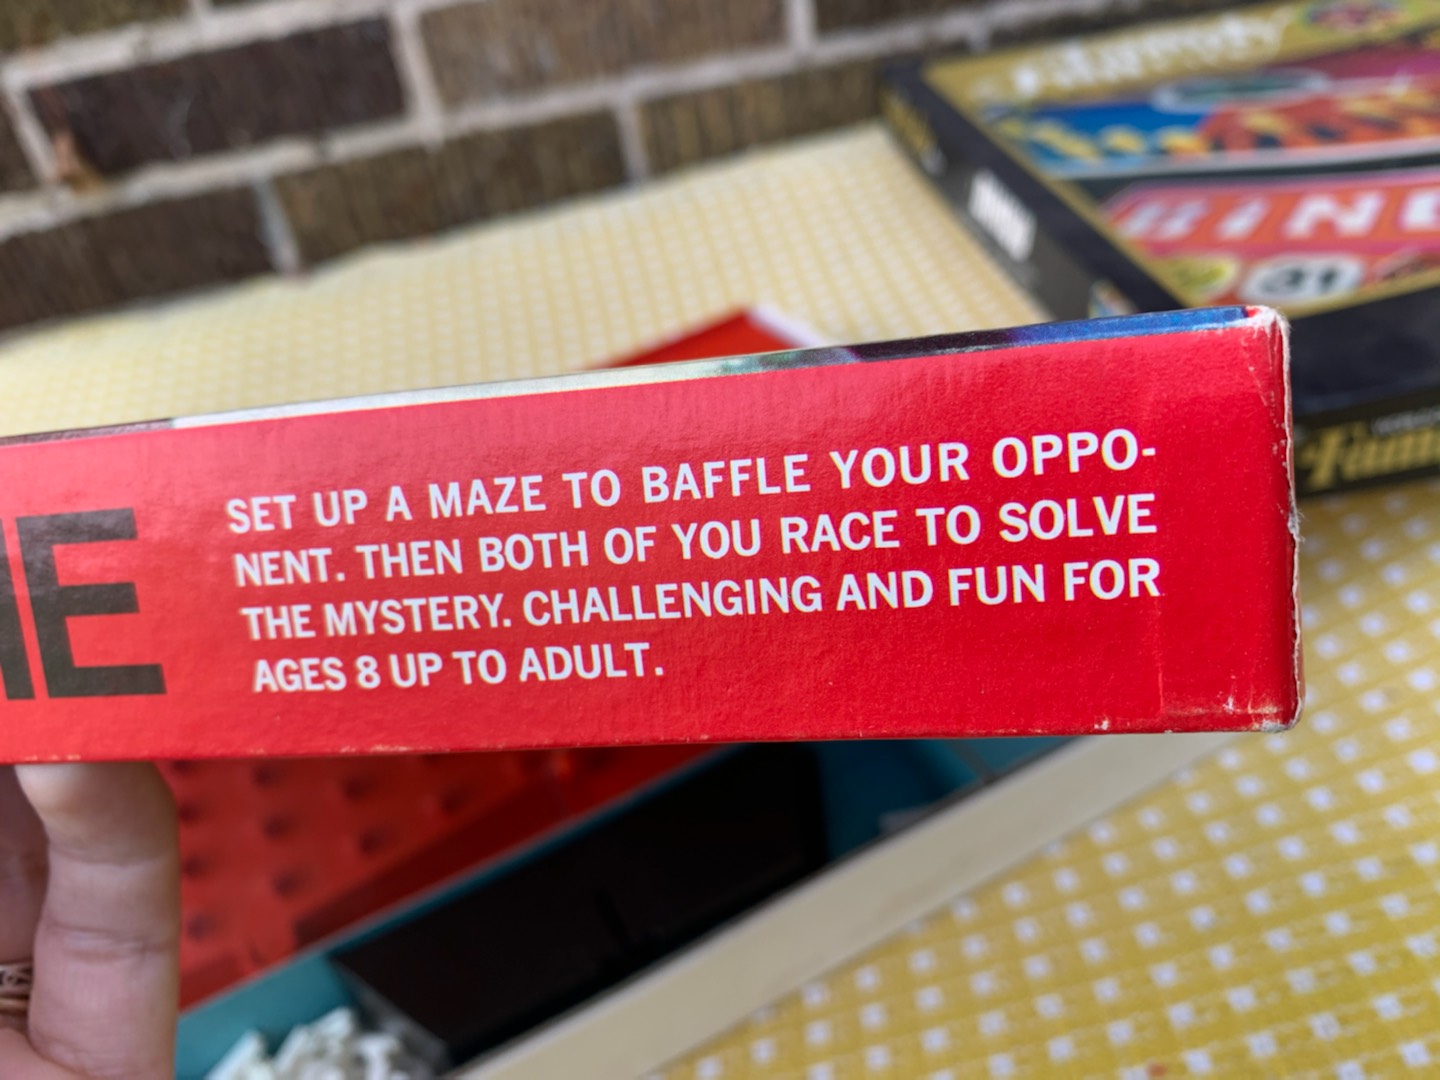 SET UP A MAZE TO BAFFLE YOUR OPPO-
NENT. THEN BOTH OF YOU RACE TO SOLVE
THE MYSTERY. CHALLENGING AND FUN FOR
AGES 8 UP TO ADULT.
31